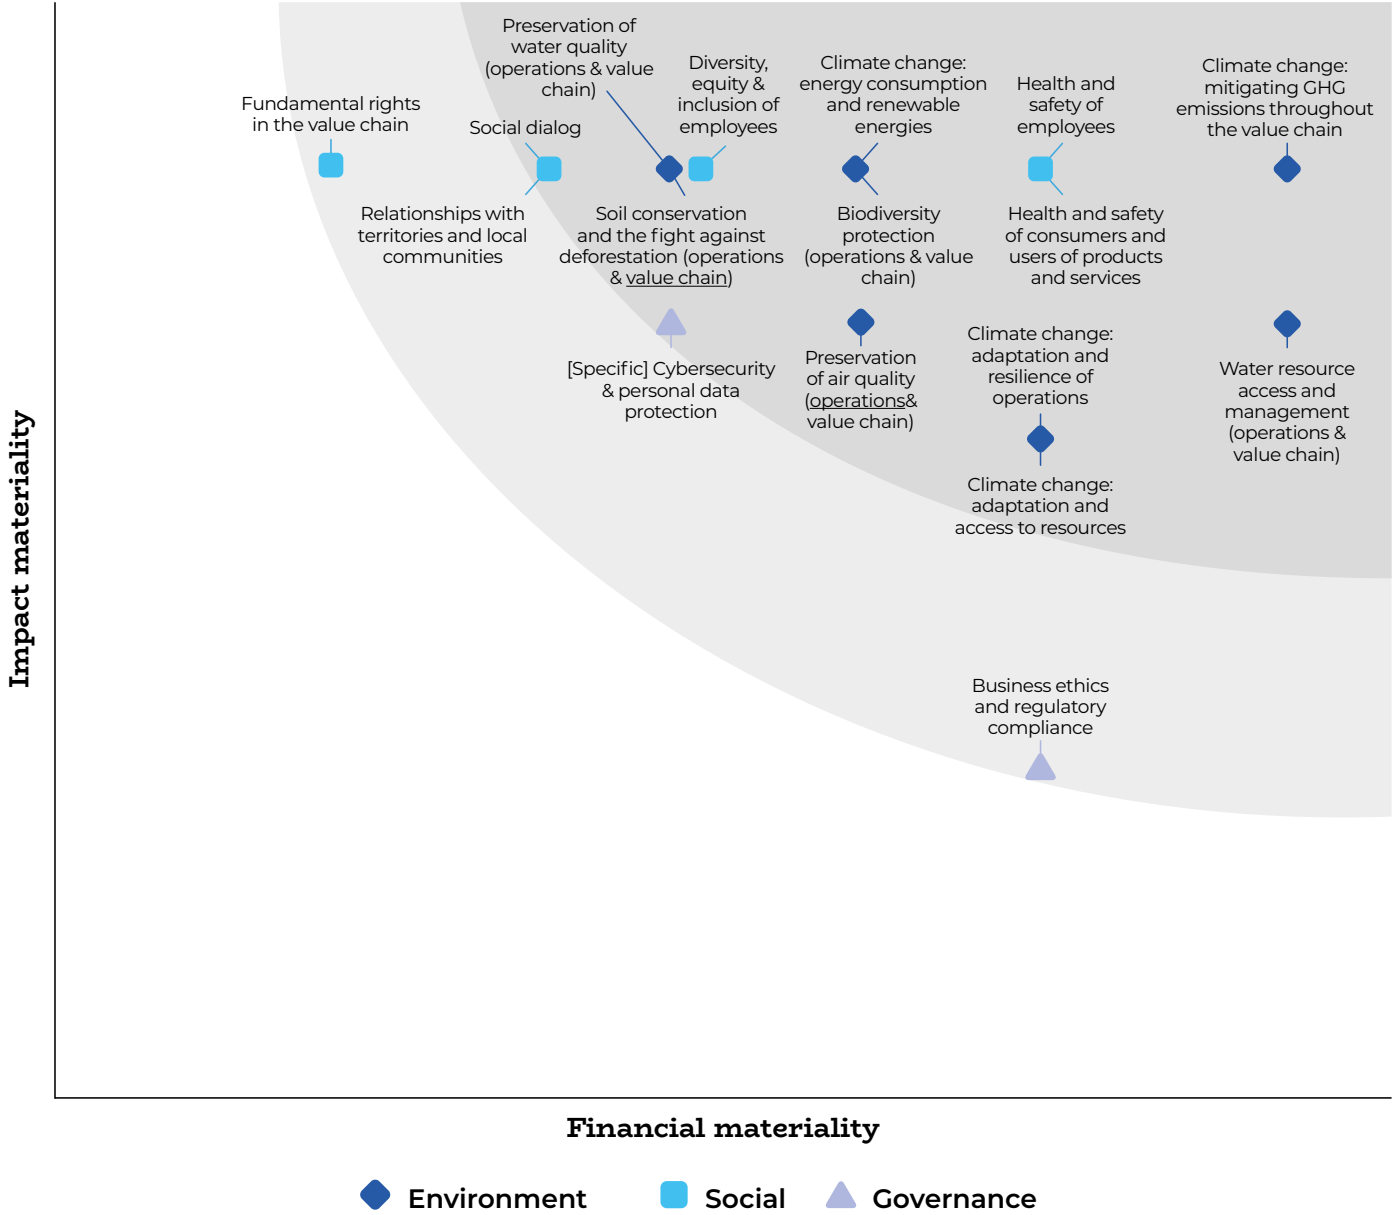 Preservation of
water quality
(operations & value
chain)
Diversity,
equity &
inclusion of
employees
Climate change:
energy consumption
and renewable
energies
Health and
safety of
employees
Climate change:
mitigating GHG
emissions throughout
the value chain
Fundamental rights
in the value chain
Social dialog
Relationships with
territories and local
communities
Soil conservation
and the fight against
deforestation (operations
& value chain)
Biodiversity
protection
(operations & value
chain)
Health and safety
of consumers and
users of products
and services
[Specific] Cybersecurity
& personal data
protection
Preservation
of air quality
(operations&
value chain)
Climate change:
adaptation and
resilience of
operations
Water resource
access and
management
(operations &
value chain)
Climate change:
adaptation and
access to resources
Business ethics
and regulatory
compliance
Impact materiality
Financial materiality
Environment
Social
Governance